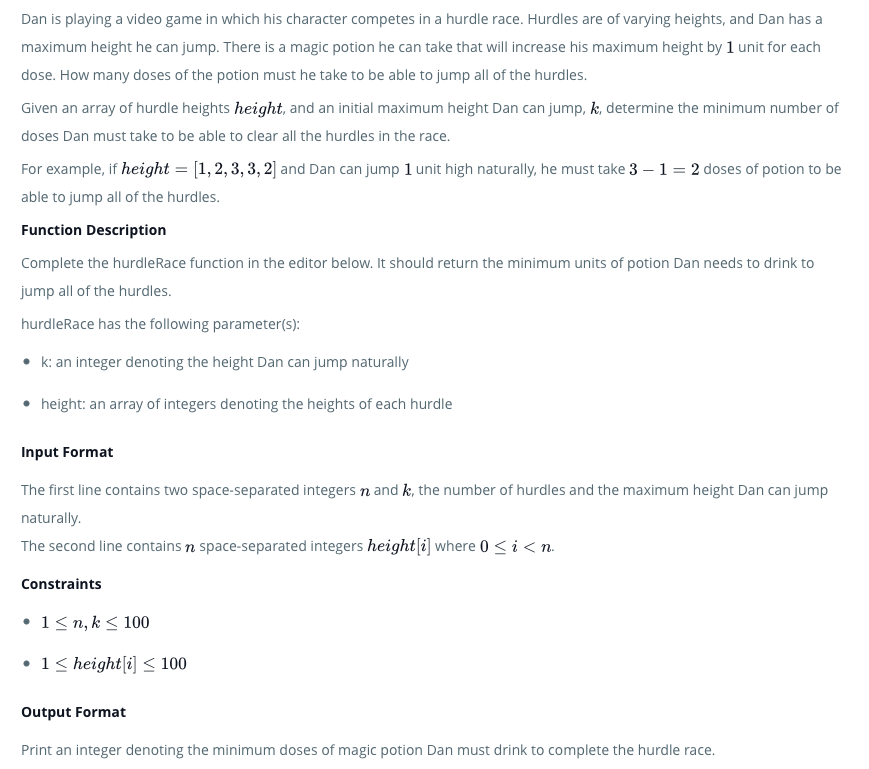 Dan is playing a video game in which his character competes in a hurdle race. Hurdles are of varying heights, and Dan has a
maximum height he can jump. There is a magic potion he can take that will increase his maximum height by 1 unit for each
dose. How many doses of the potion must he take to be able to jump all of the hurdles.
Given an array of hurdle heights height, and an initial maximum height Dan can jump, k, determine the minimum number of
doses Dan must take to be able to clear all the hurdles in the race.
For example, if height = [1, 2, 3, 3, 2] and Dan can jump 1 unit high naturally, he must take 3 − 1 = 2 doses of potion to be
able to jump all of the hurdles.
Function Description
Complete the hurdleRace function in the editor below. It should return the minimum units of potion Dan needs to drink to
jump all of the hurdles.
hurdleRace has the following parameter(s):
• k: an integer denoting the height Dan can jump naturally
• height: an array of integers denoting the heights of each hurdle
Input Format
The first line contains two space-separated integers n and k, the number of hurdles and the maximum height Dan can jump
naturally.
The second line contains n space-separated integers height[i] where 0 ≤ i < n.
Constraints
• 1 ≤ n, k ≤ 100
• 1 ≤ height[i] ≤ 100
Output Format
Print an integer denoting the minimum doses of magic potion Dan must drink to complete the hurdle race.